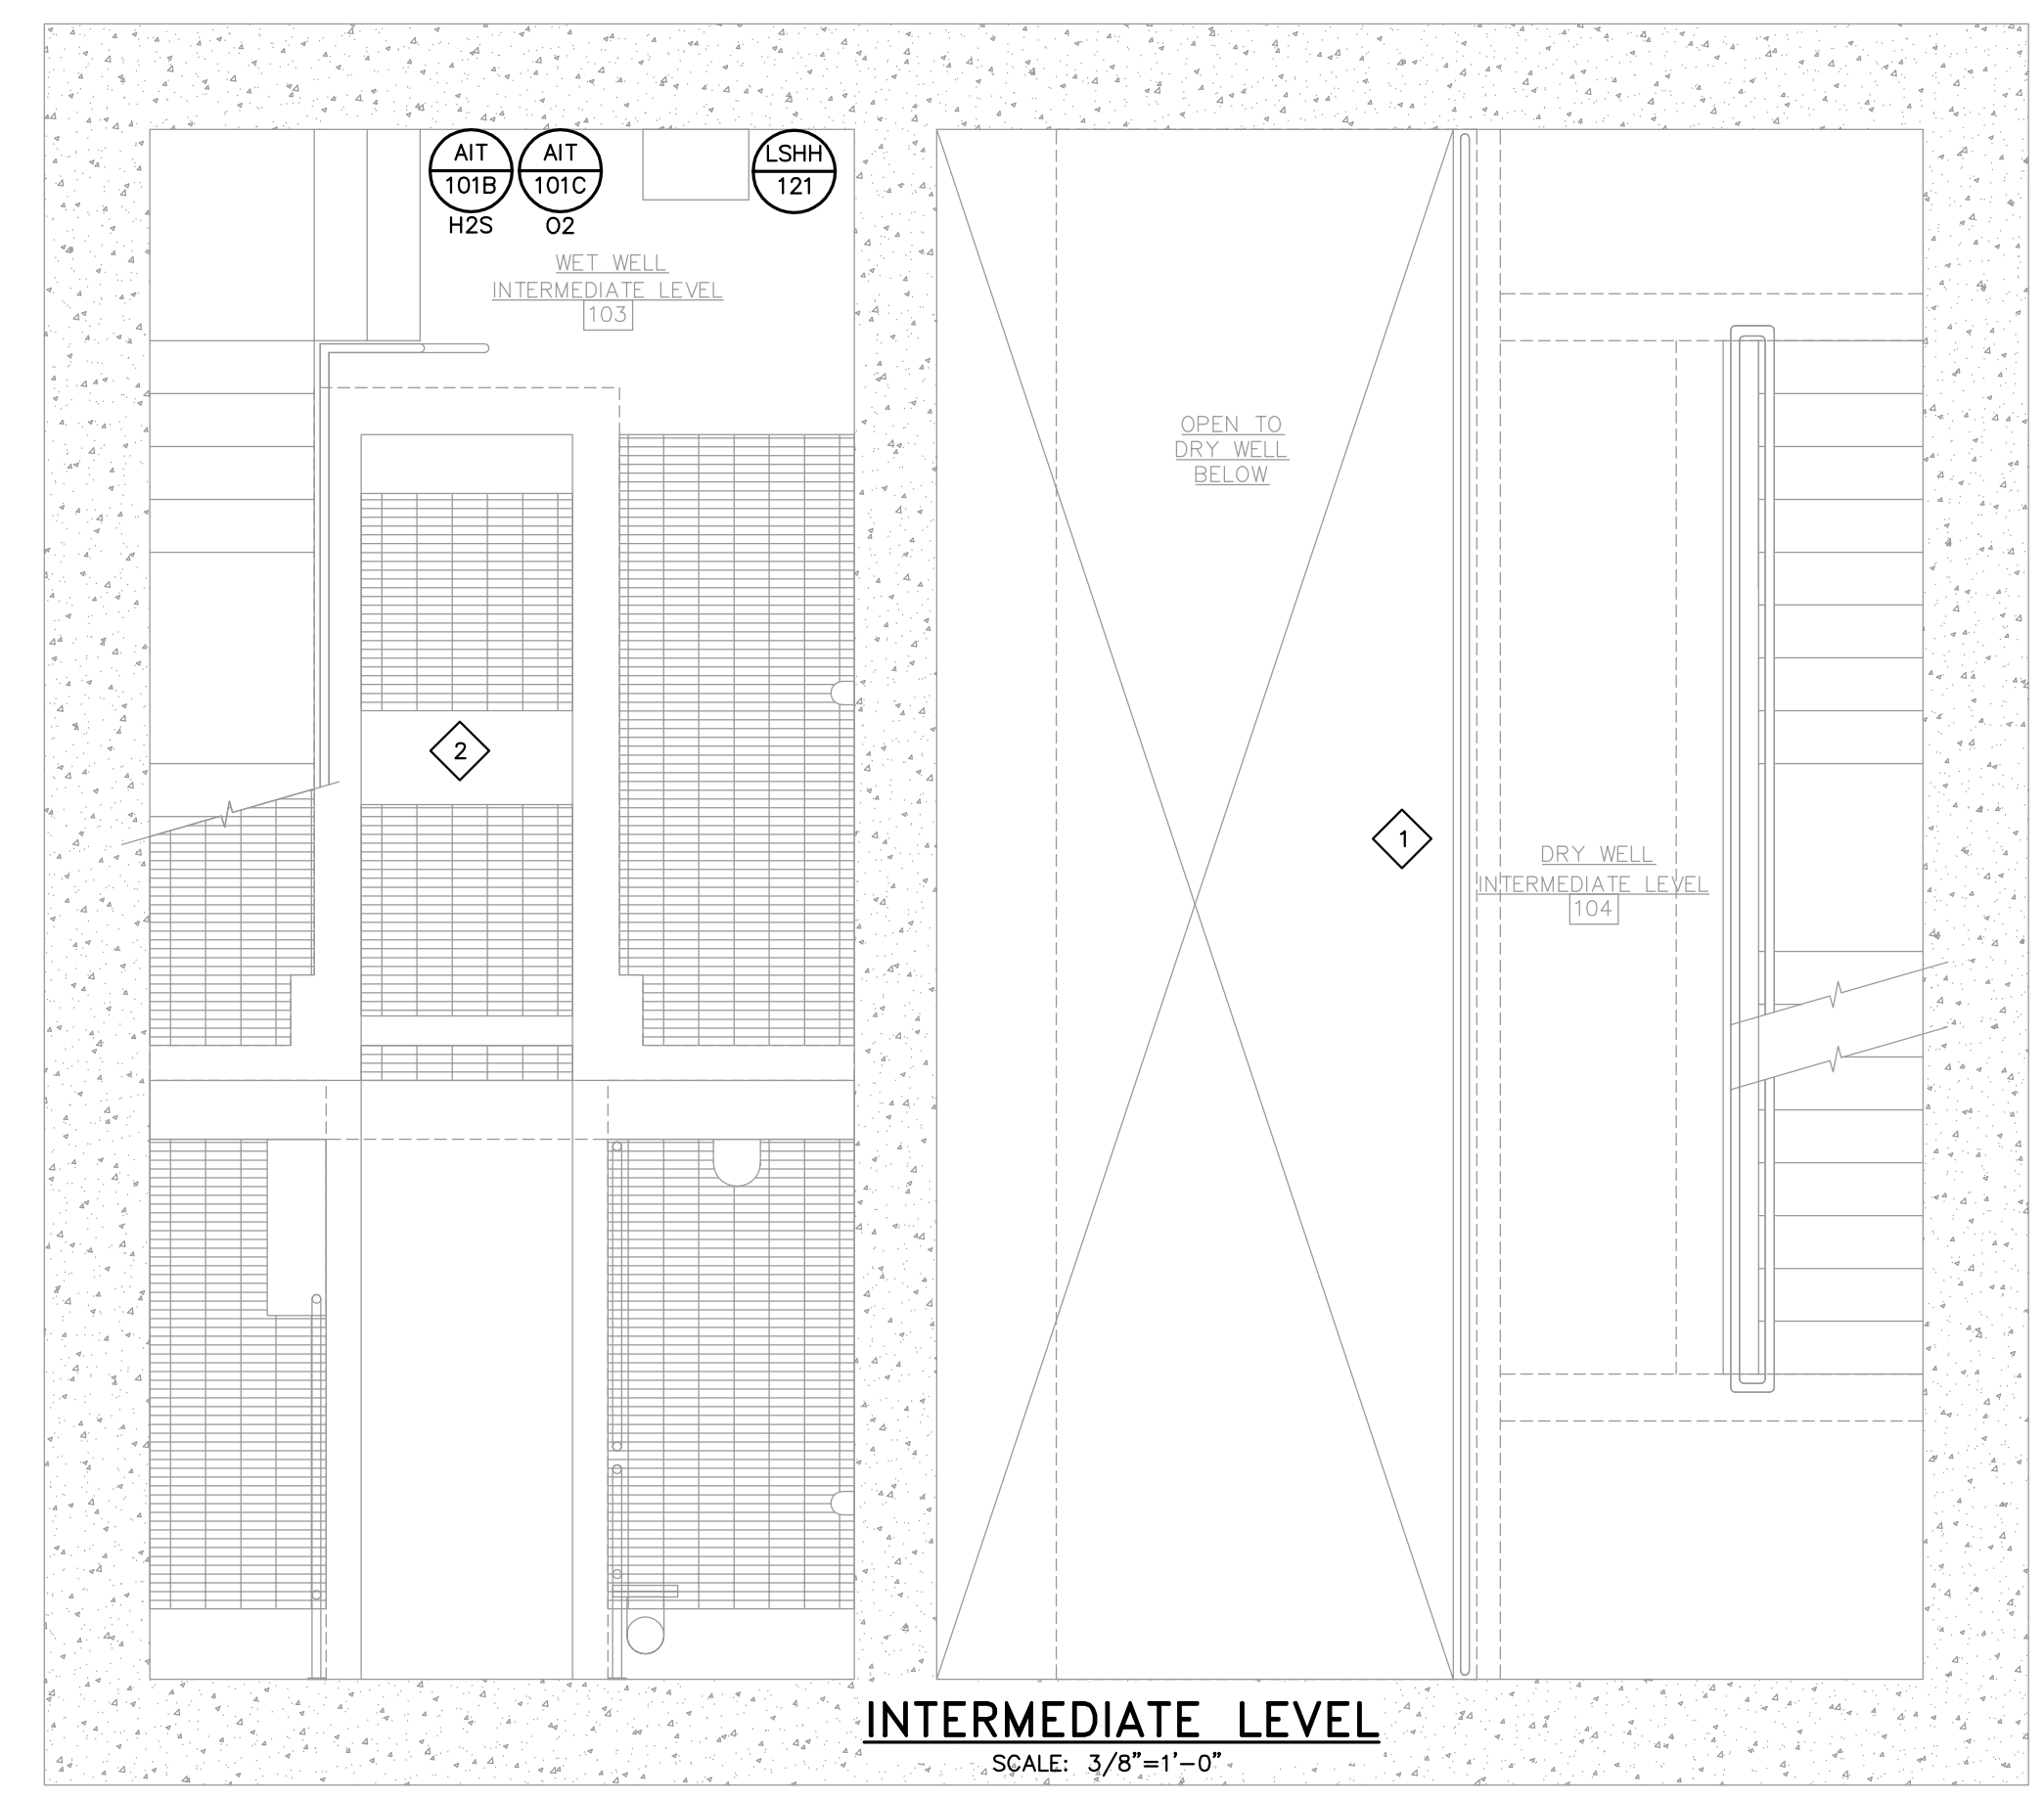 AIT
101B
H2S
AIT
101C
O2
LSHH
121
WET WELL
INTERMEDIATE LEVEL
103
OPEN TO
DRY WELL
BELOW
2
1
DRY WELL
INTERMEDIATE LEVEL
104
INTERMEDIATE LEVEL
SCALE: 3/8"=1'-0"